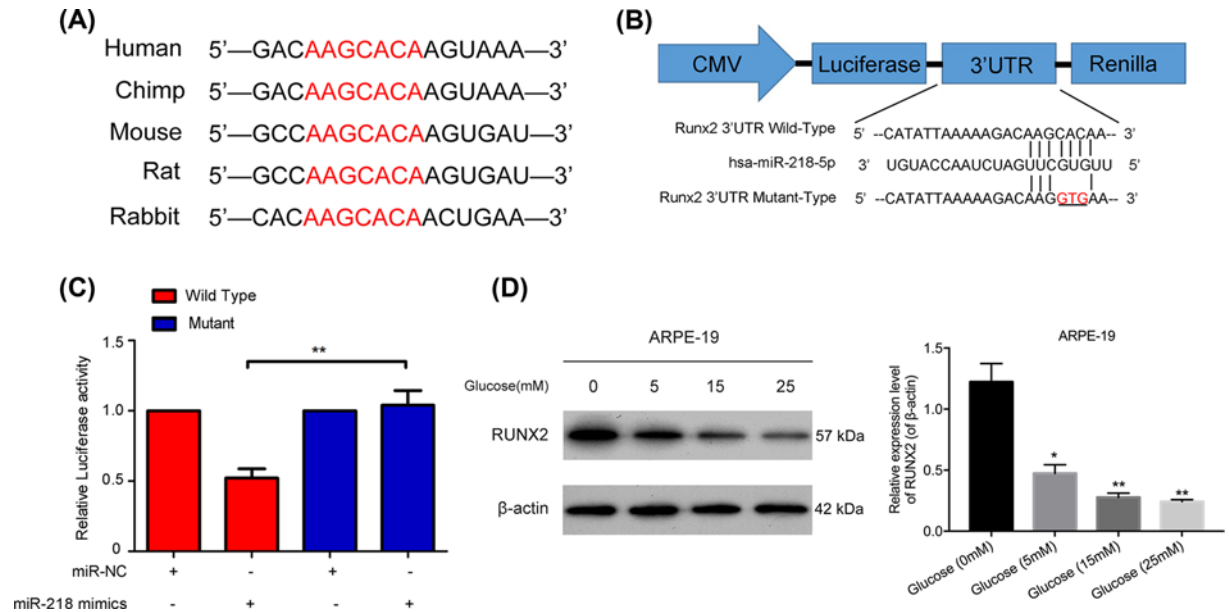 (A)
Human 5’—GACAAGCACAAGUAAA—3’
Chimp 5’—GACAAGCACAAGUAAA—3’
Mouse 5’—GCCAAGCACAAGUGAU—3’
Rat 5’—GCCAAGCACAAGUGAU—3’
Rabbit 5’—CACAAGCACAACUGAA—3’
(B)
CMV Luciferase 3’UTR Renilla
Runx2 3’UTR Wild-Type 5’ --CATATTAAAAAGACAAGCACAA-- 3’
hsa-miR-218-5p 3’ UGUACCAAUCUAGUUCGUGUU 5’
Runx2 3’UTR Mutant-Type 5’ --CATATTAAAAAGACAAGGTGAA-- 3’
(C)
Wild Type
Mutant
Relative Luciferase activity
1.5
1.0
0.5
0
**
miR-NC + - + -
miR-218 mimics - + - +
(D)
ARPE-19
Glucose(mM) 0 5 15 25
RUNX2 57 kDa
β-actin 42 kDa
ARPE-19
Relative expression level
of RUNX2 (of β-actin)
1.5
1.0
0.5
0.0
* ** **
Glucose (0mM) Glucose (5mM) Glucose (15mM) Glucose (25mM)